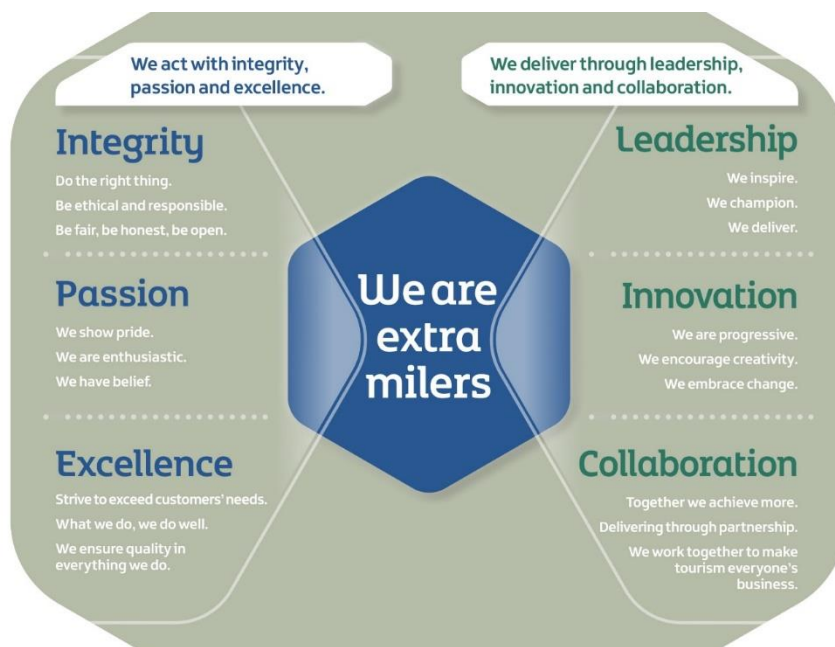 We act with integrity,
passion and excellence.
Integrity
Do the right thing.
Be ethical and responsible.
Be fair, be honest, be open.
Passion
We show pride.
We are enthusiastic.
We have belief.
Excellence
Strive to exceed customers' needs.
What we do, we do well.
We ensure quality in
everything we do.
We are
extra
milers
We deliver through leadership,
innovation and collaboration.
Leadership
We inspire.
We champion.
We deliver.
Innovation
We are progressive.
We encourage creativity.
We embrace change.
Collaboration
Together we achieve more.
Delivering through partnership.
We work together to make
tourism everyone's
business.